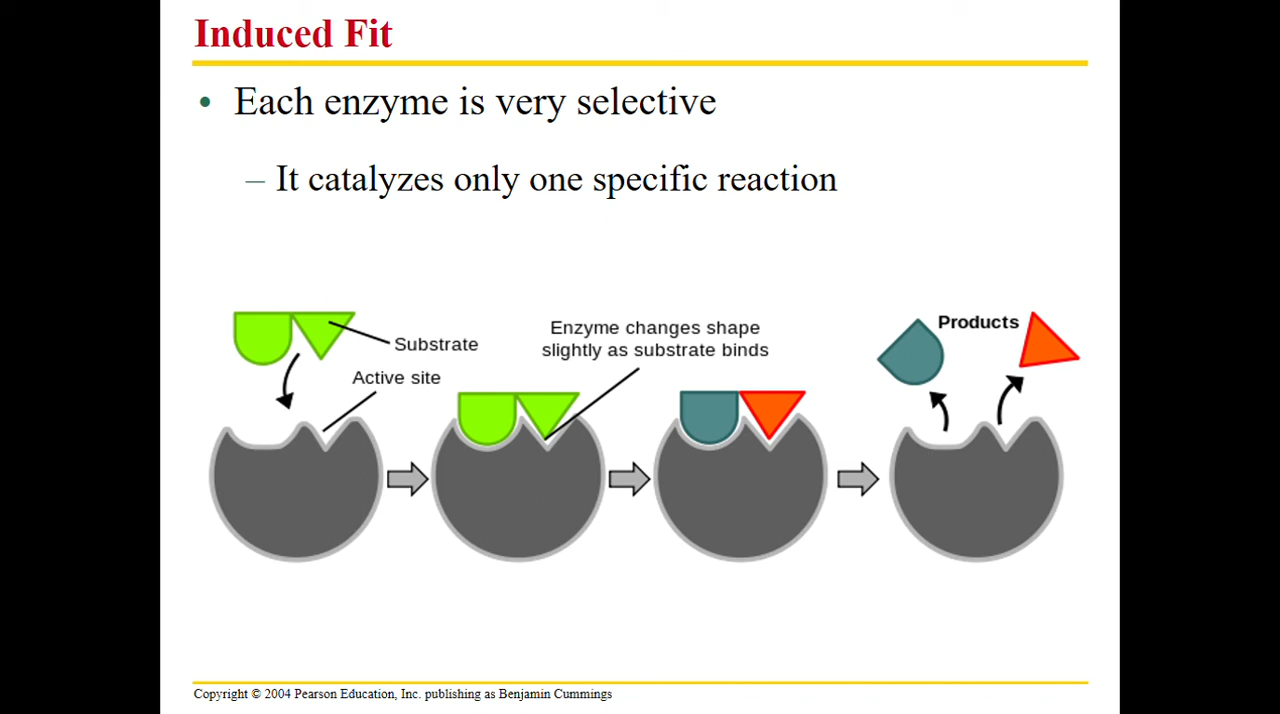 Induced Fit
• Each enzyme is very selective
– It catalyzes only one specific reaction
Substrate
Active site
Enzyme changes shape
slightly as substrate binds
Products
Copyright © 2004 Pearson Education, Inc. publishing as Benjamin Cummings